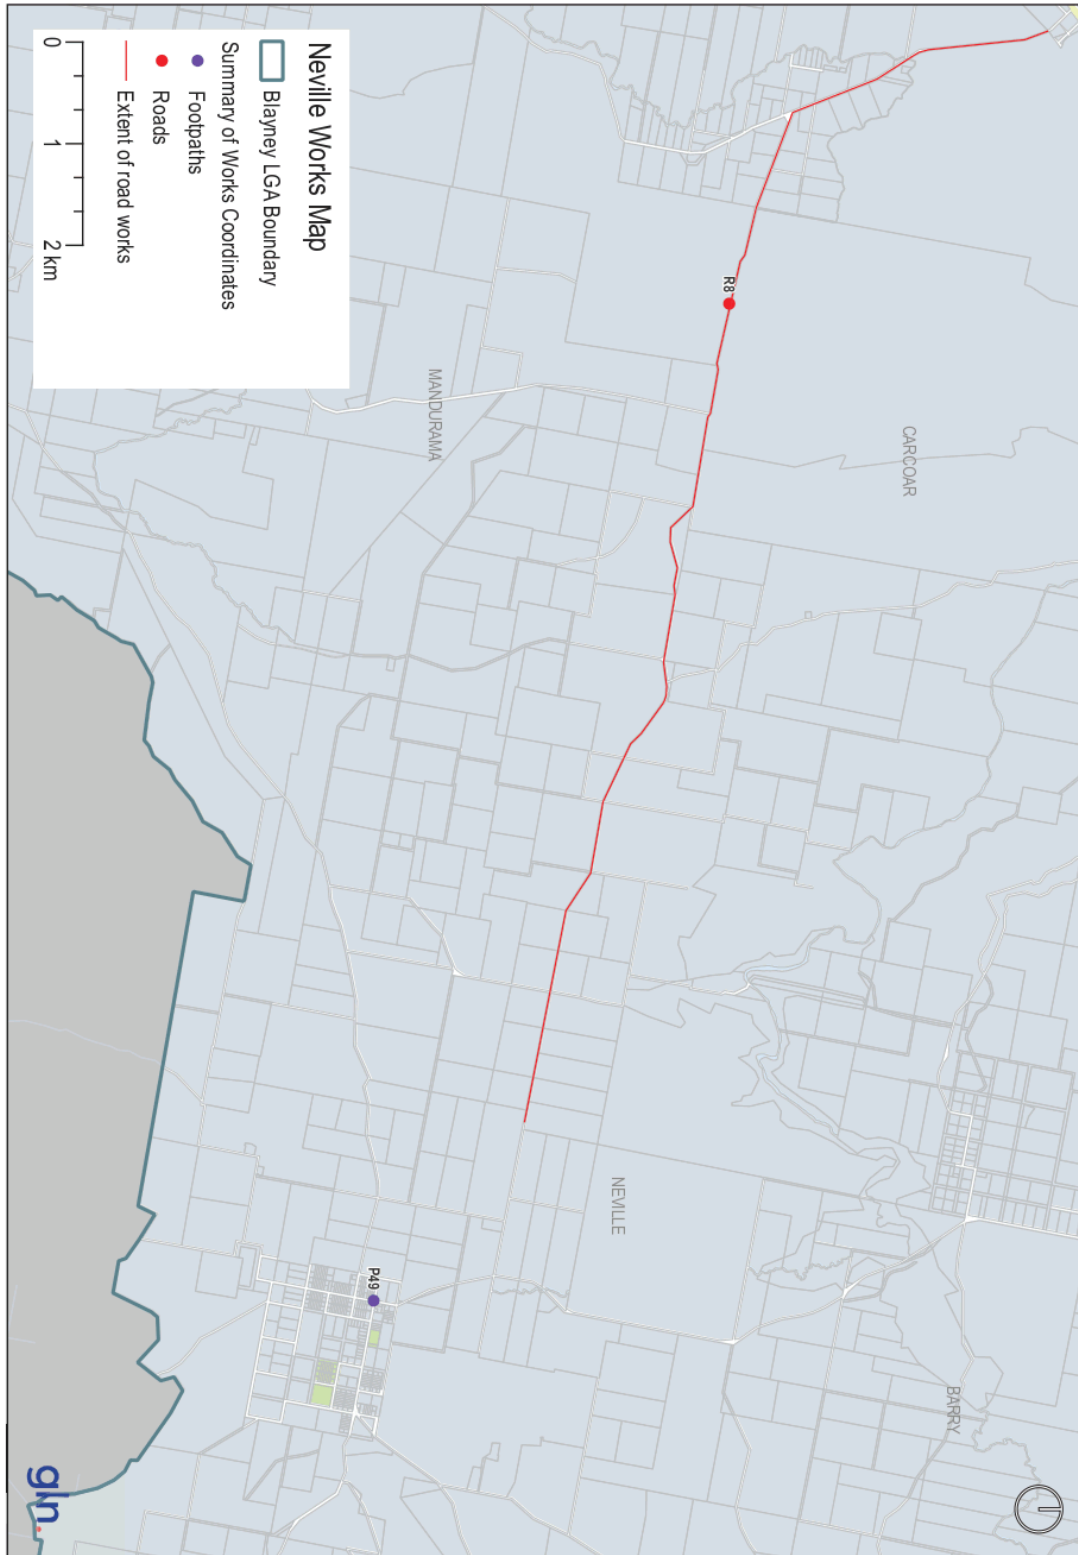 Neville Works Map
Blayney LGA Boundary
Summary of Works Coordinates
Footpaths
Roads
Extent of road works
0 1 2 km
R8
CARCOAR
MANDURAMA
NEVILLE
P49
BARRY
gln.